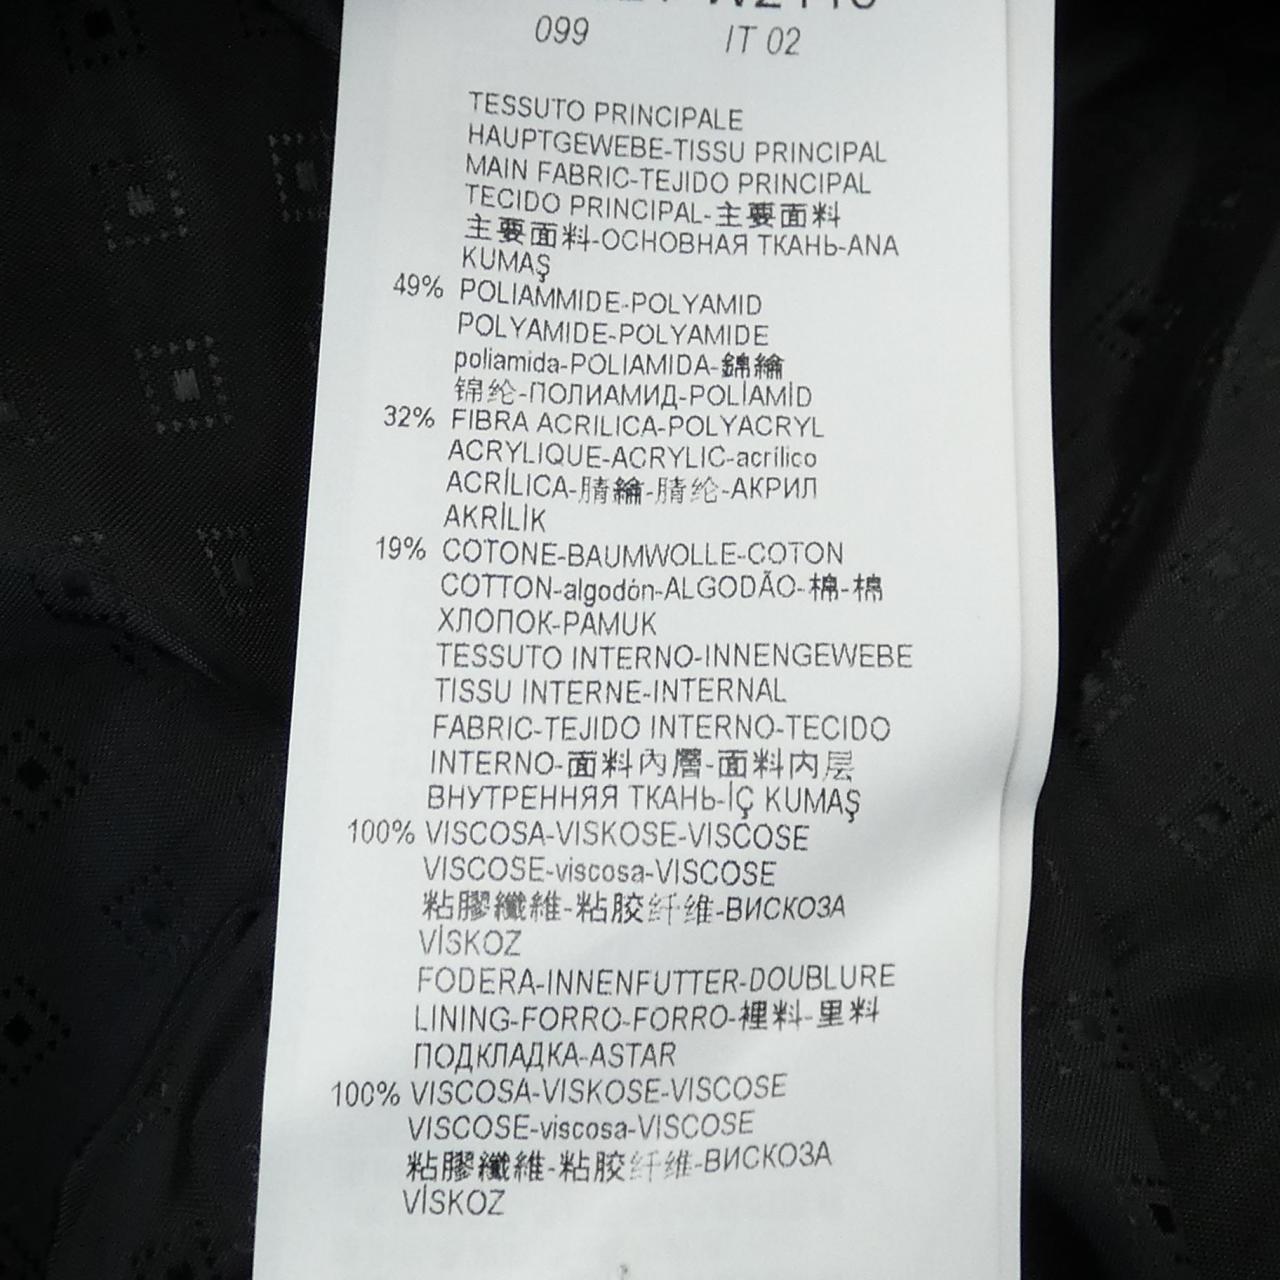 099 IT 02
TESSUTO PRINCIPALE
HAUPTGEWEBE-TISSU PRINCIPAL
MAIN FABRIC-TEJIDO PRINCIPAL
TECIDO PRINCIPAL-主要面料
主要面料-ОСНОВНАЯ ТКАНЬ-ANA
KUMAŞ
49% POLIAMMIDE-POLYAMID
POLYAMIDE-POLYAMIDE
poliamida-POLIAMIDA-錦綸
锦纶-ПОЛИАМИД-POLİAMİD
32% FIBRA ACRILICA-POLYACRYL
ACRYLIQUE-ACRYLIC-acrílico
ACRÍLICA-腈綸-腈纶-АКРИЛ
AKRİLİK
19% COTONE-BAUMWOLLE-COTON
COTTON-algodón-ALGODÃO-棉-棉
ХЛОПОК-PAMUK
TESSUTO INTERNO-INNENGEWEBE
TISSU INTERNE-INTERNAL
FABRIC-TEJIDO INTERNO-TECIDO
INTERNO-面料內層-面料内层
ВНУТРЕННЯЯ ТКАНЬ-İÇ KUMAŞ
100% VISCOSA-VISKOSE-VISCOSE
VISCOSE-viscosa-VISCOSE
粘膠纖維-粘胶纤维-ВИСКОЗА
VİSKOZ
FODERA-INNENFUTTER-DOUBLURE
LINING-FORRO-FORRO-裡料-里料
ПОДКЛАДКА-ASTAR
100% VISCOSA-VISKOSE-VISCOSE
VISCOSE-viscosa-VISCOSE
粘膠纖維-粘胶纤维-ВИСКОЗА
VİSKOZ